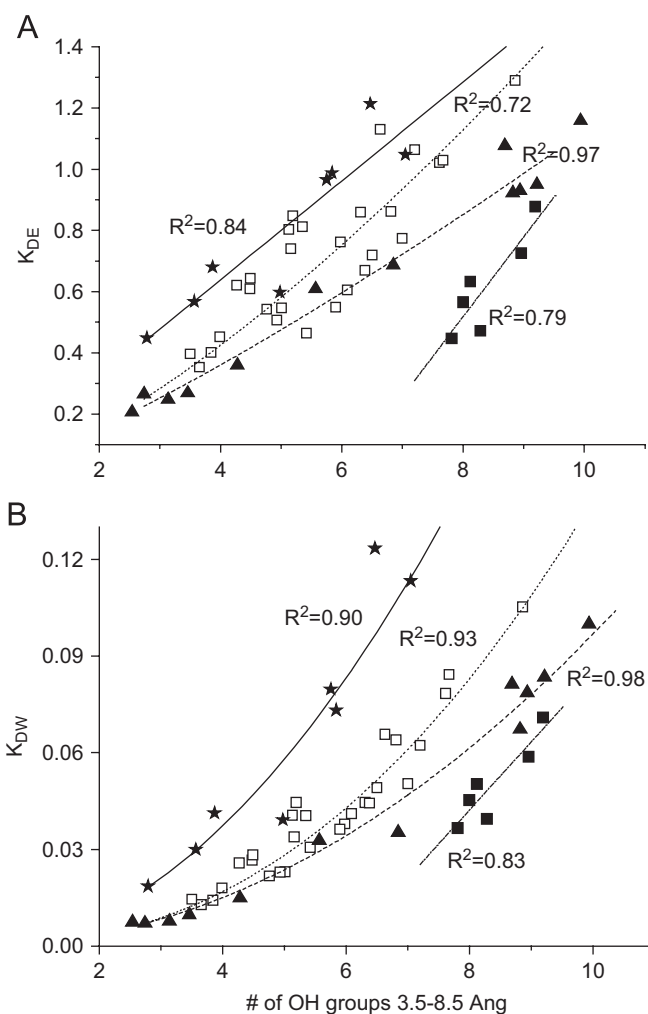 A
1.4
1.2
R²=0.72
1.0
R²=0.97
R²=0.84
K_DE
0.8
0.6
R²=0.79
0.4
0.2
2 4 6 8 10
B
0.12
R²=0.90
R²=0.93
0.09
R²=0.98
K_DW
0.06
R²=0.83
0.03
0.00
2 4 6 8 10
# of OH groups 3.5-8.5 Ang